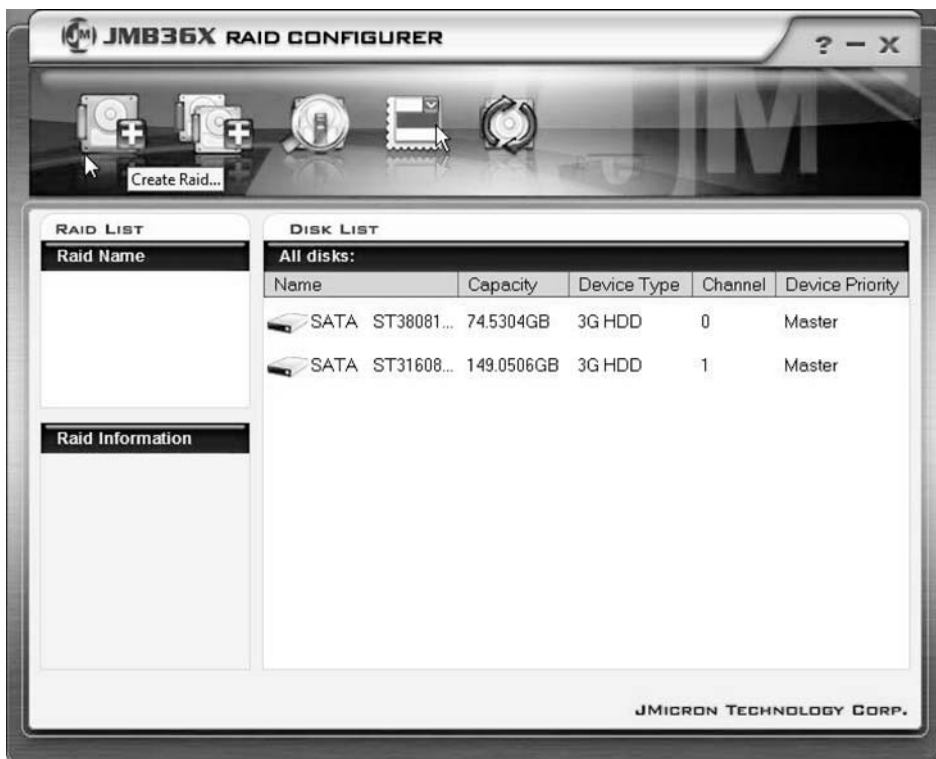 JMB36X RAID CONFIGURER
? – X
Create Raid...
JM
RAID LIST
Raid Name
Raid Information
DISK LIST
All disks:
Name Capacity Device Type Channel Device Priority
SATA ST38081... 74.5304GB 3G HDD 0 Master
SATA ST31608... 149.0506GB 3G HDD 1 Master
JMICRON TECHNOLOGY CORP.